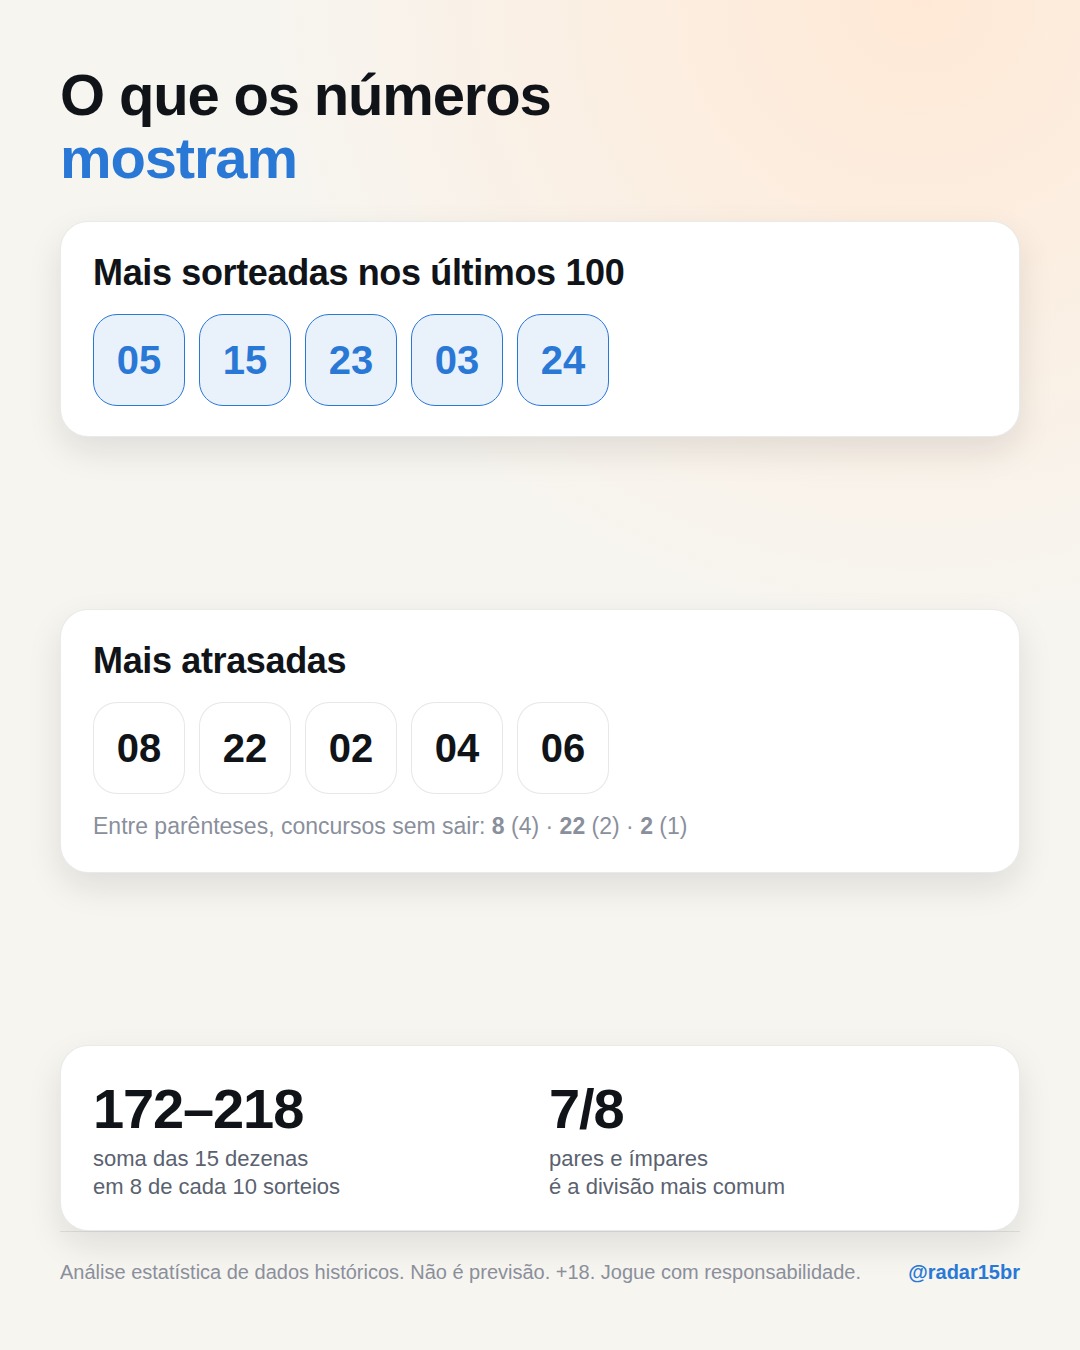 O que os números
mostram
Mais sorteadas nos últimos 100
05 15 23 03 24
Mais atrasadas
08 22 02 04 06
Entre parênteses, concursos sem sair: 8 (4) · 22 (2) · 2 (1)
172–218
soma das 15 dezenas
em 8 de cada 10 sorteios
7/8
pares e ímpares
é a divisão mais comum
Análise estatística de dados históricos. Não é previsão. +18. Jogue com responsabilidade.
@radar15br